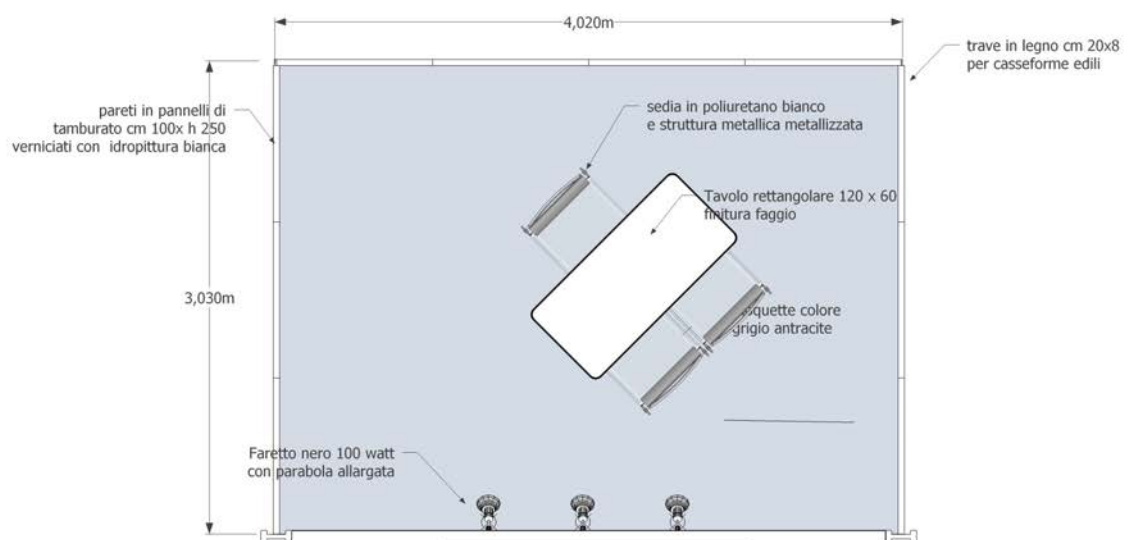 4,020m
trave in legno cm 20x8
per casseforme edili
pareti in pannelli di
tamburato cm 100x h 250
verniciati con idropittura bianca
sedia in poliuretano bianco
e struttura metallica metallizzata
Tavolo rettangolare 120 x 60
finitura faggio
3,030m
colore
grigio antracite
Faretto nero 100 watt
con parabola allargata